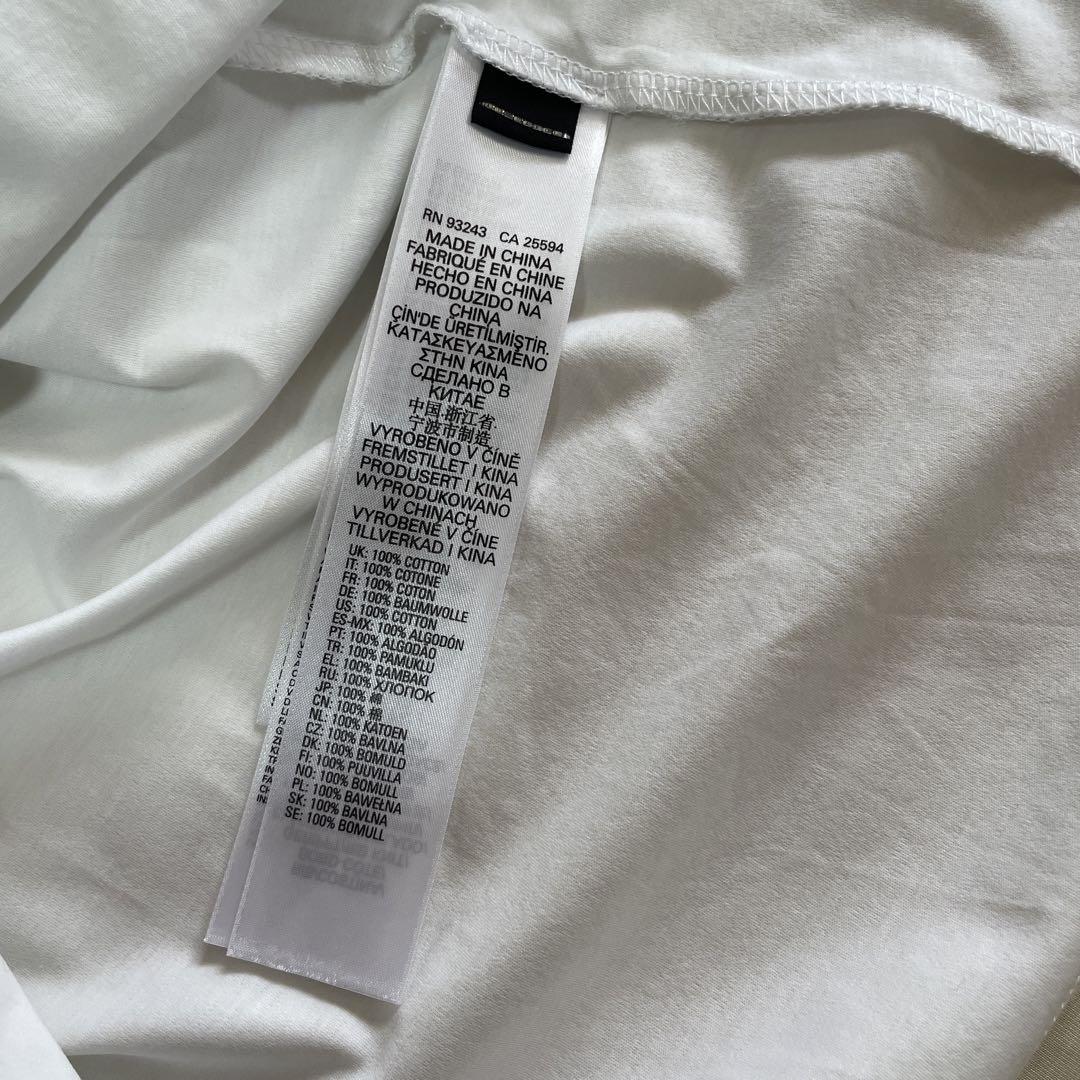 RN 93243 CA 25594
MADE IN CHINA
FABRIQUÉ EN CHINE
HECHO EN CHINA
PRODUZIDO NA
CHINA
ÇİN'DE ÜRETİLMİŞTİR.
ΚΑΤΑΣΚΕΥΑΣΜΕΝΟ
ΣΤΗΝ ΚΙΝΑ
СДЕЛАНО В
КИТАЕ
中国·浙江省·
宁波市制造
VYROBENO V ČÍNĚ
FREMSTILLET I KINA
PRODUSERT I KINA
WYPRODUKOWANO
W CHINACH
VYROBENÉ V ČÍNE
TILLVERKAD I KINA
UK: 100% COTTON
IT: 100% COTONE
FR: 100% COTON
DE: 100% BAUMWOLLE
US: 100% COTTON
ES-MX: 100% ALGODÓN
PT: 100% ALGODÃO
TR: 100% PAMUKLU
EL: 100% ΒΑΜΒΑΚΙ
RU: 100% ХЛОПОК
JP: 100% 綿
CN: 100% 棉
NL: 100% KATOEN
CZ: 100% BAVLNA
DK: 100% BOMULD
FI: 100% PUUVILLA
NO: 100% BOMULL
PL: 100% BAWEŁNA
SK: 100% BAVLNA
SE: 100% BOMULL